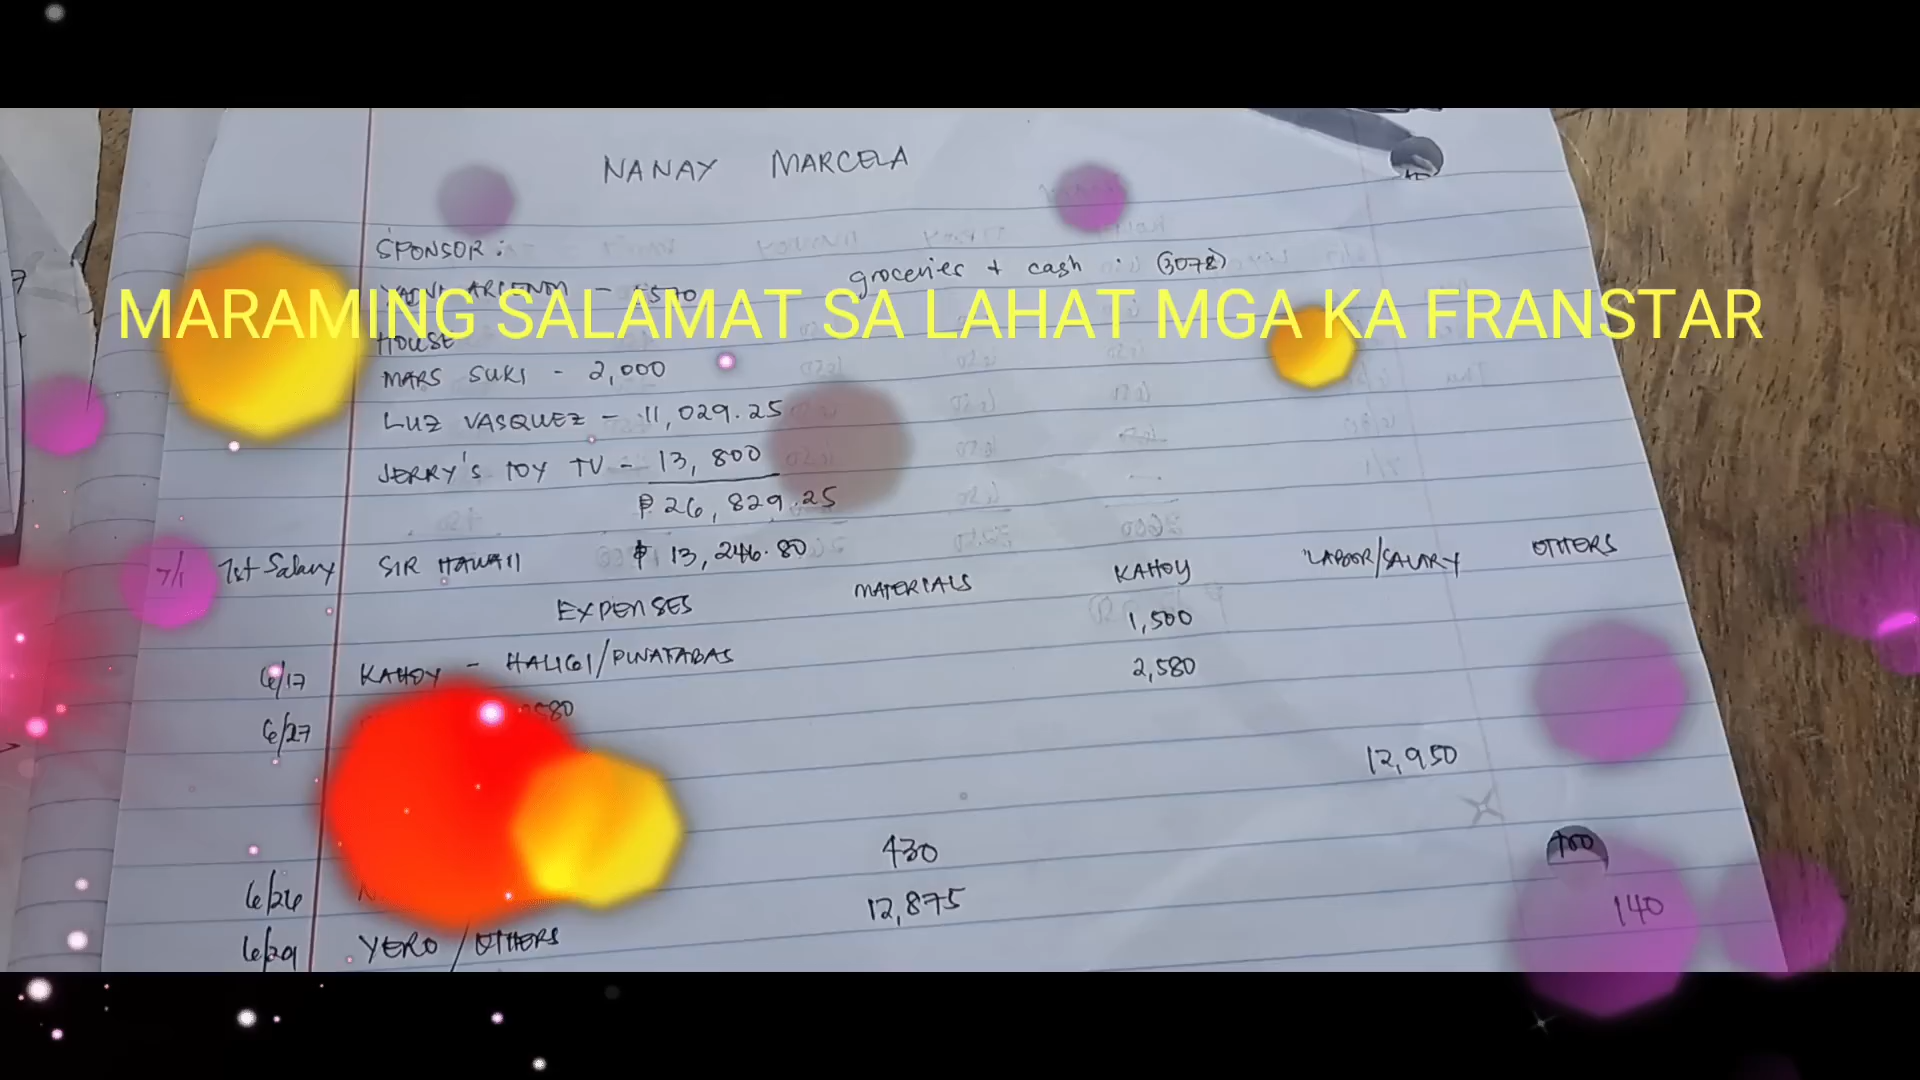 NANAY MARCELA
SPONSOR:
groceries + cash : (3078)
MARAMING SALAMAT SA LAHAT MGA KA FRANSTAR
HOUSE
MARS SUKI - 2,000
LUZ VASQUEZ - 11,029.25
JERRY'S TOY TV - 13,800
₱ 26,829.25
7/1 1st Salary SIR HAWAII ₱ 13,246.80
EXPENSES MATERIALS KAHOY LABOR/SALARY OTHERS
6/17 KAHOY - HALIGI/PINATABAS 1,500
6/27 2580 2,580
12,950
6/26 430
6/29 YERO / OTHERS 12,875 140